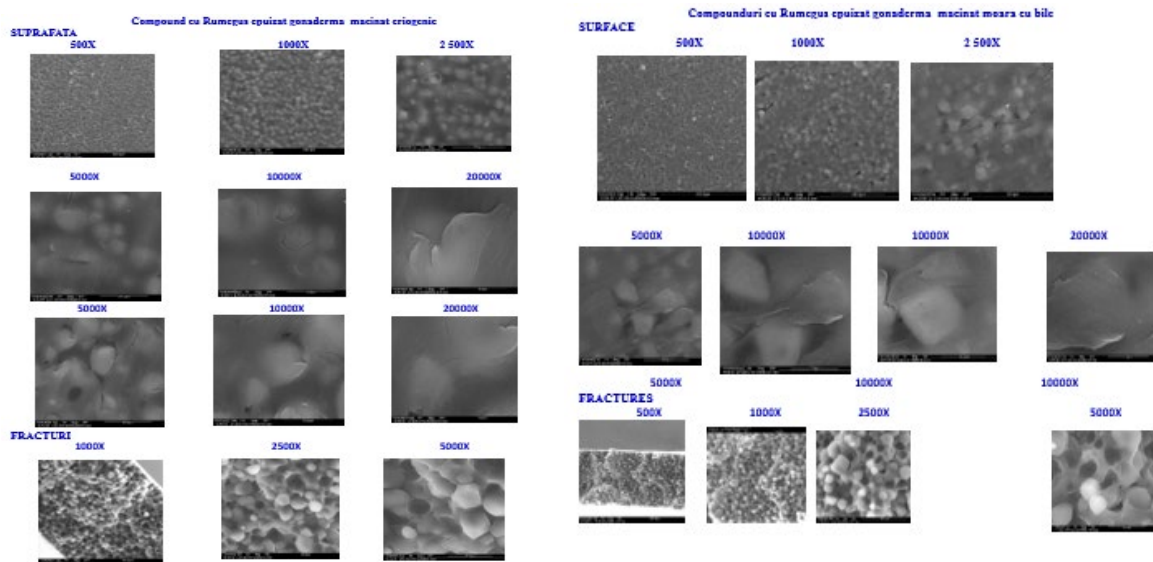 Compound cu Rumegus epuizat gonaderma macinat criogenic
SUPRAFATA
500X 1000X 2 500X
5000X 10000X 20000X
5000X 10000X 20000X
FRACTURI
1000X 2500X 5000X
Compounduri cu Rumegus epuizat gonaderma macinat moara cu bile
SURFACE
500X 1000X 2 500X
5000X 10000X 10000X 20000X
5000X 10000X 10000X
FRACTURES
500X 1000X 2500X 5000X